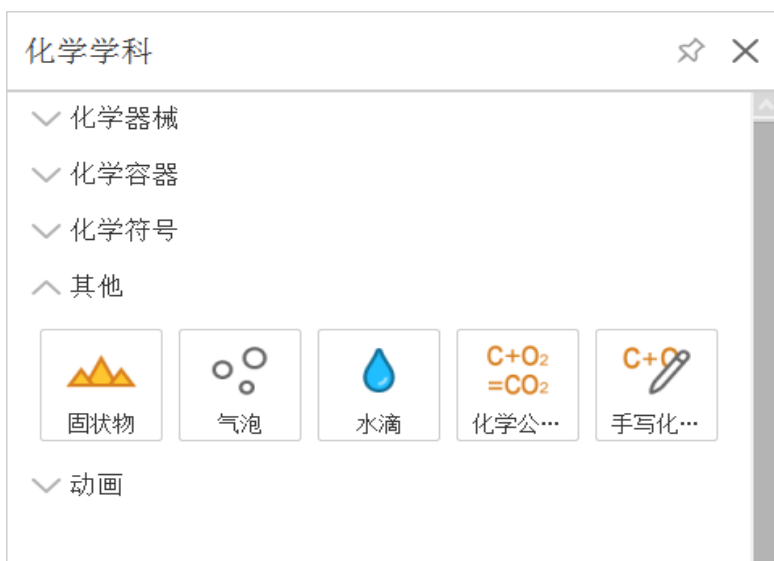 化学学科
化学器械
化学容器
化学符号
其他
C+O₂
=CO₂
C+O
固状物 气泡 水滴 化学公··· 手写化···
动画